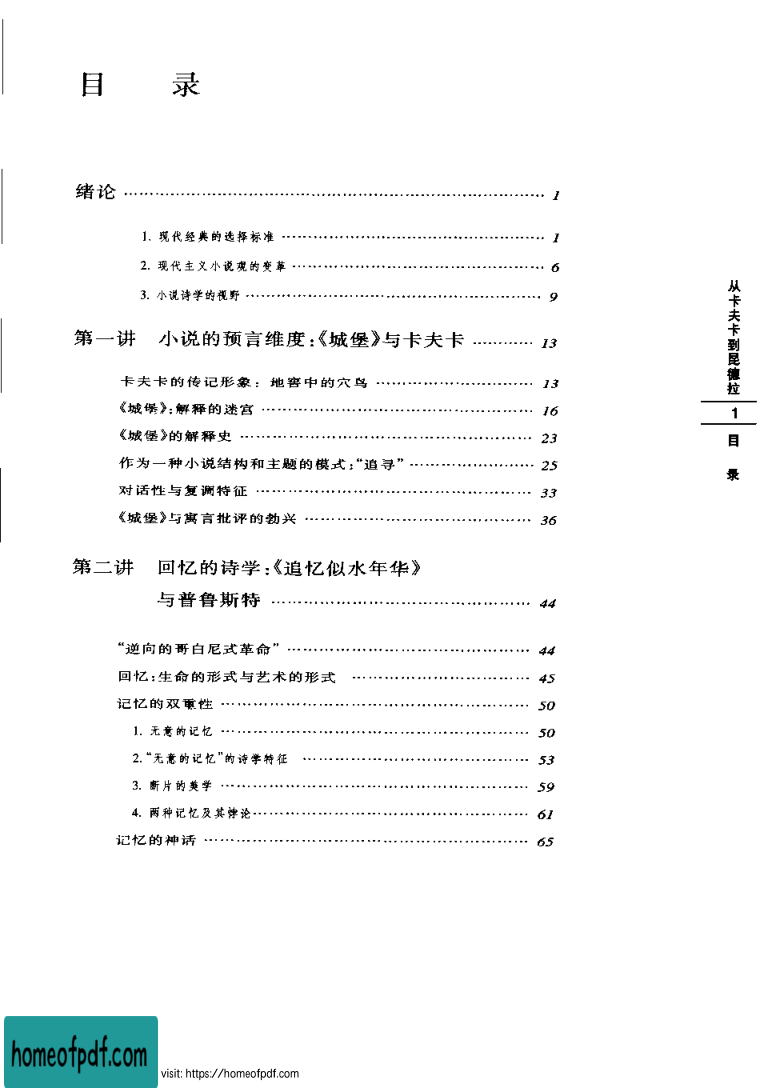 目 录
绪论 …… 1
1. 现代经典的选择标准 …… 1
2. 现代主义小说观的变革 …… 6
3. 小说诗学的视野 …… 9
第一讲 小说的预言维度:《城堡》与卡夫卡 …… 13
卡夫卡的传记形象：地窖中的穴鸟 …… 13
《城堡》:解释的迷宫 …… 16
《城堡》的解释史 …… 23
作为一种小说结构和主题的模式:“追寻” …… 25
对话性与复调特征 …… 33
《城堡》与寓言批评的勃兴 …… 36
第二讲 回忆的诗学:《追忆似水年华》
与普鲁斯特 …… 44
“逆向的哥白尼式革命” …… 44
回忆:生命的形式与艺术的形式 …… 45
记忆的双重性 …… 50
1. 无意的记忆 …… 50
2.“无意的记忆”的诗学特征 …… 53
3. 断片的美学 …… 59
4. 两种记忆及其悖论 …… 61
记忆的神话 …… 65
从卡夫卡到昆德拉
1
目 录
homeofpdf.com
visit: https://homeofpdf.com